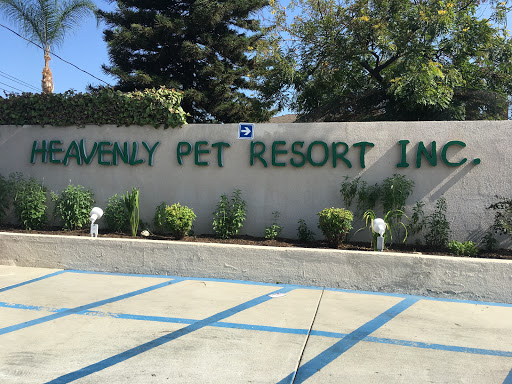 HEAVENLY PET RESORT INC.